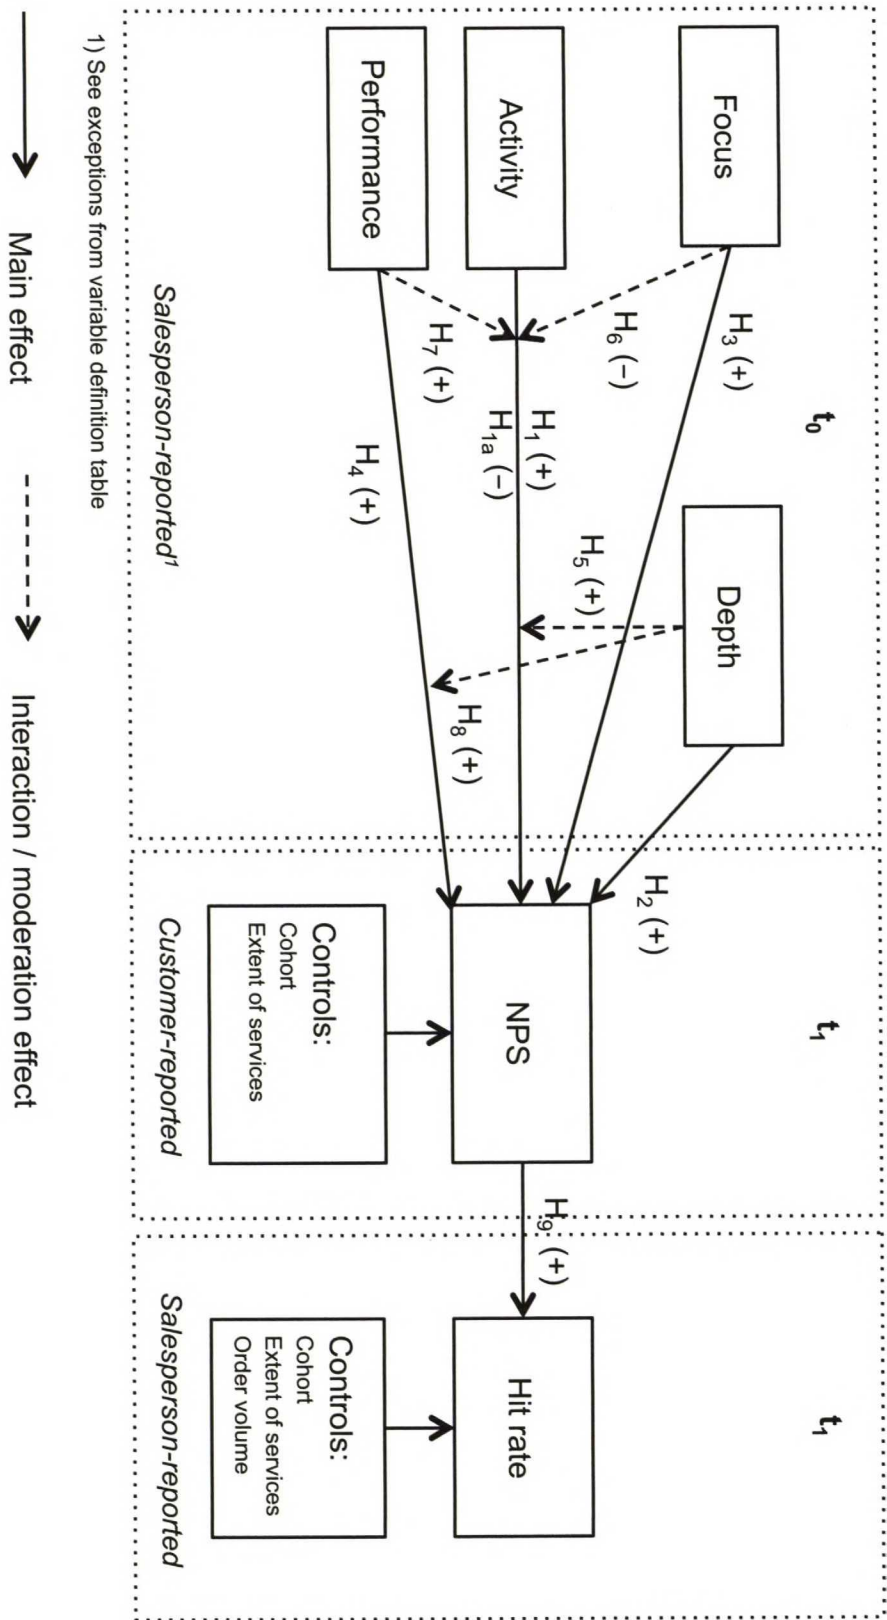 t₀
t₁
t₁
Focus
Depth
H₃ (+)
H₂ (+)
H₆ (−)
H₅ (+)
Activity
H₁ (+)
H₁ₐ (−)
NPS
H₉ (+)
Hit rate
H₇ (+)
H₈ (+)
Performance
H₄ (+)
Controls:
Cohort
Extent of services
Controls:
Cohort
Extent of services
Order volume
Salesperson-reported¹
Customer-reported
Salesperson-reported
1) See exceptions from variable definition table
Main effect
Interaction / moderation effect